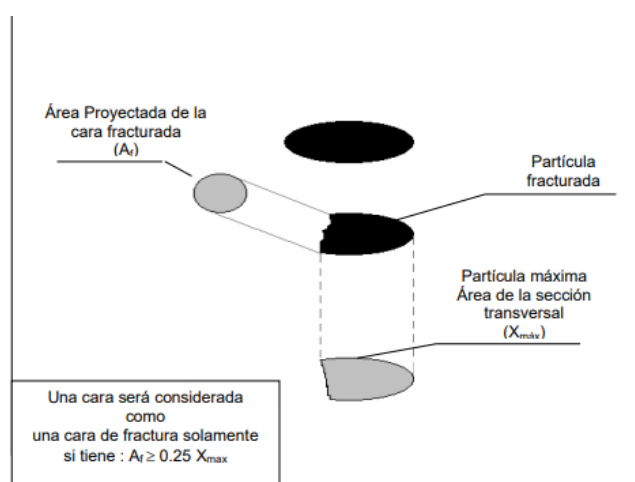 Área Proyectada de la
cara fracturada
(Af)
Partícula
fracturada
Partícula máxima
Área de la sección
transversal
(Xmáx)
Una cara será considerada
como
una cara de fractura solamente
si tiene : Af ≥ 0.25 Xmax